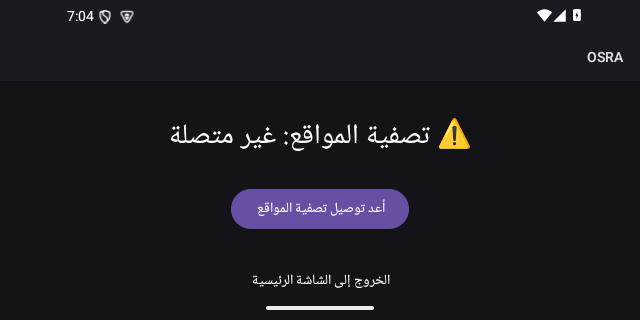 7:04
OSRA
⚠️ تصفية المواقع: غير متصلة
أعد توصيل تصفية المواقع
الخروج إلى الشاشة الرئيسية